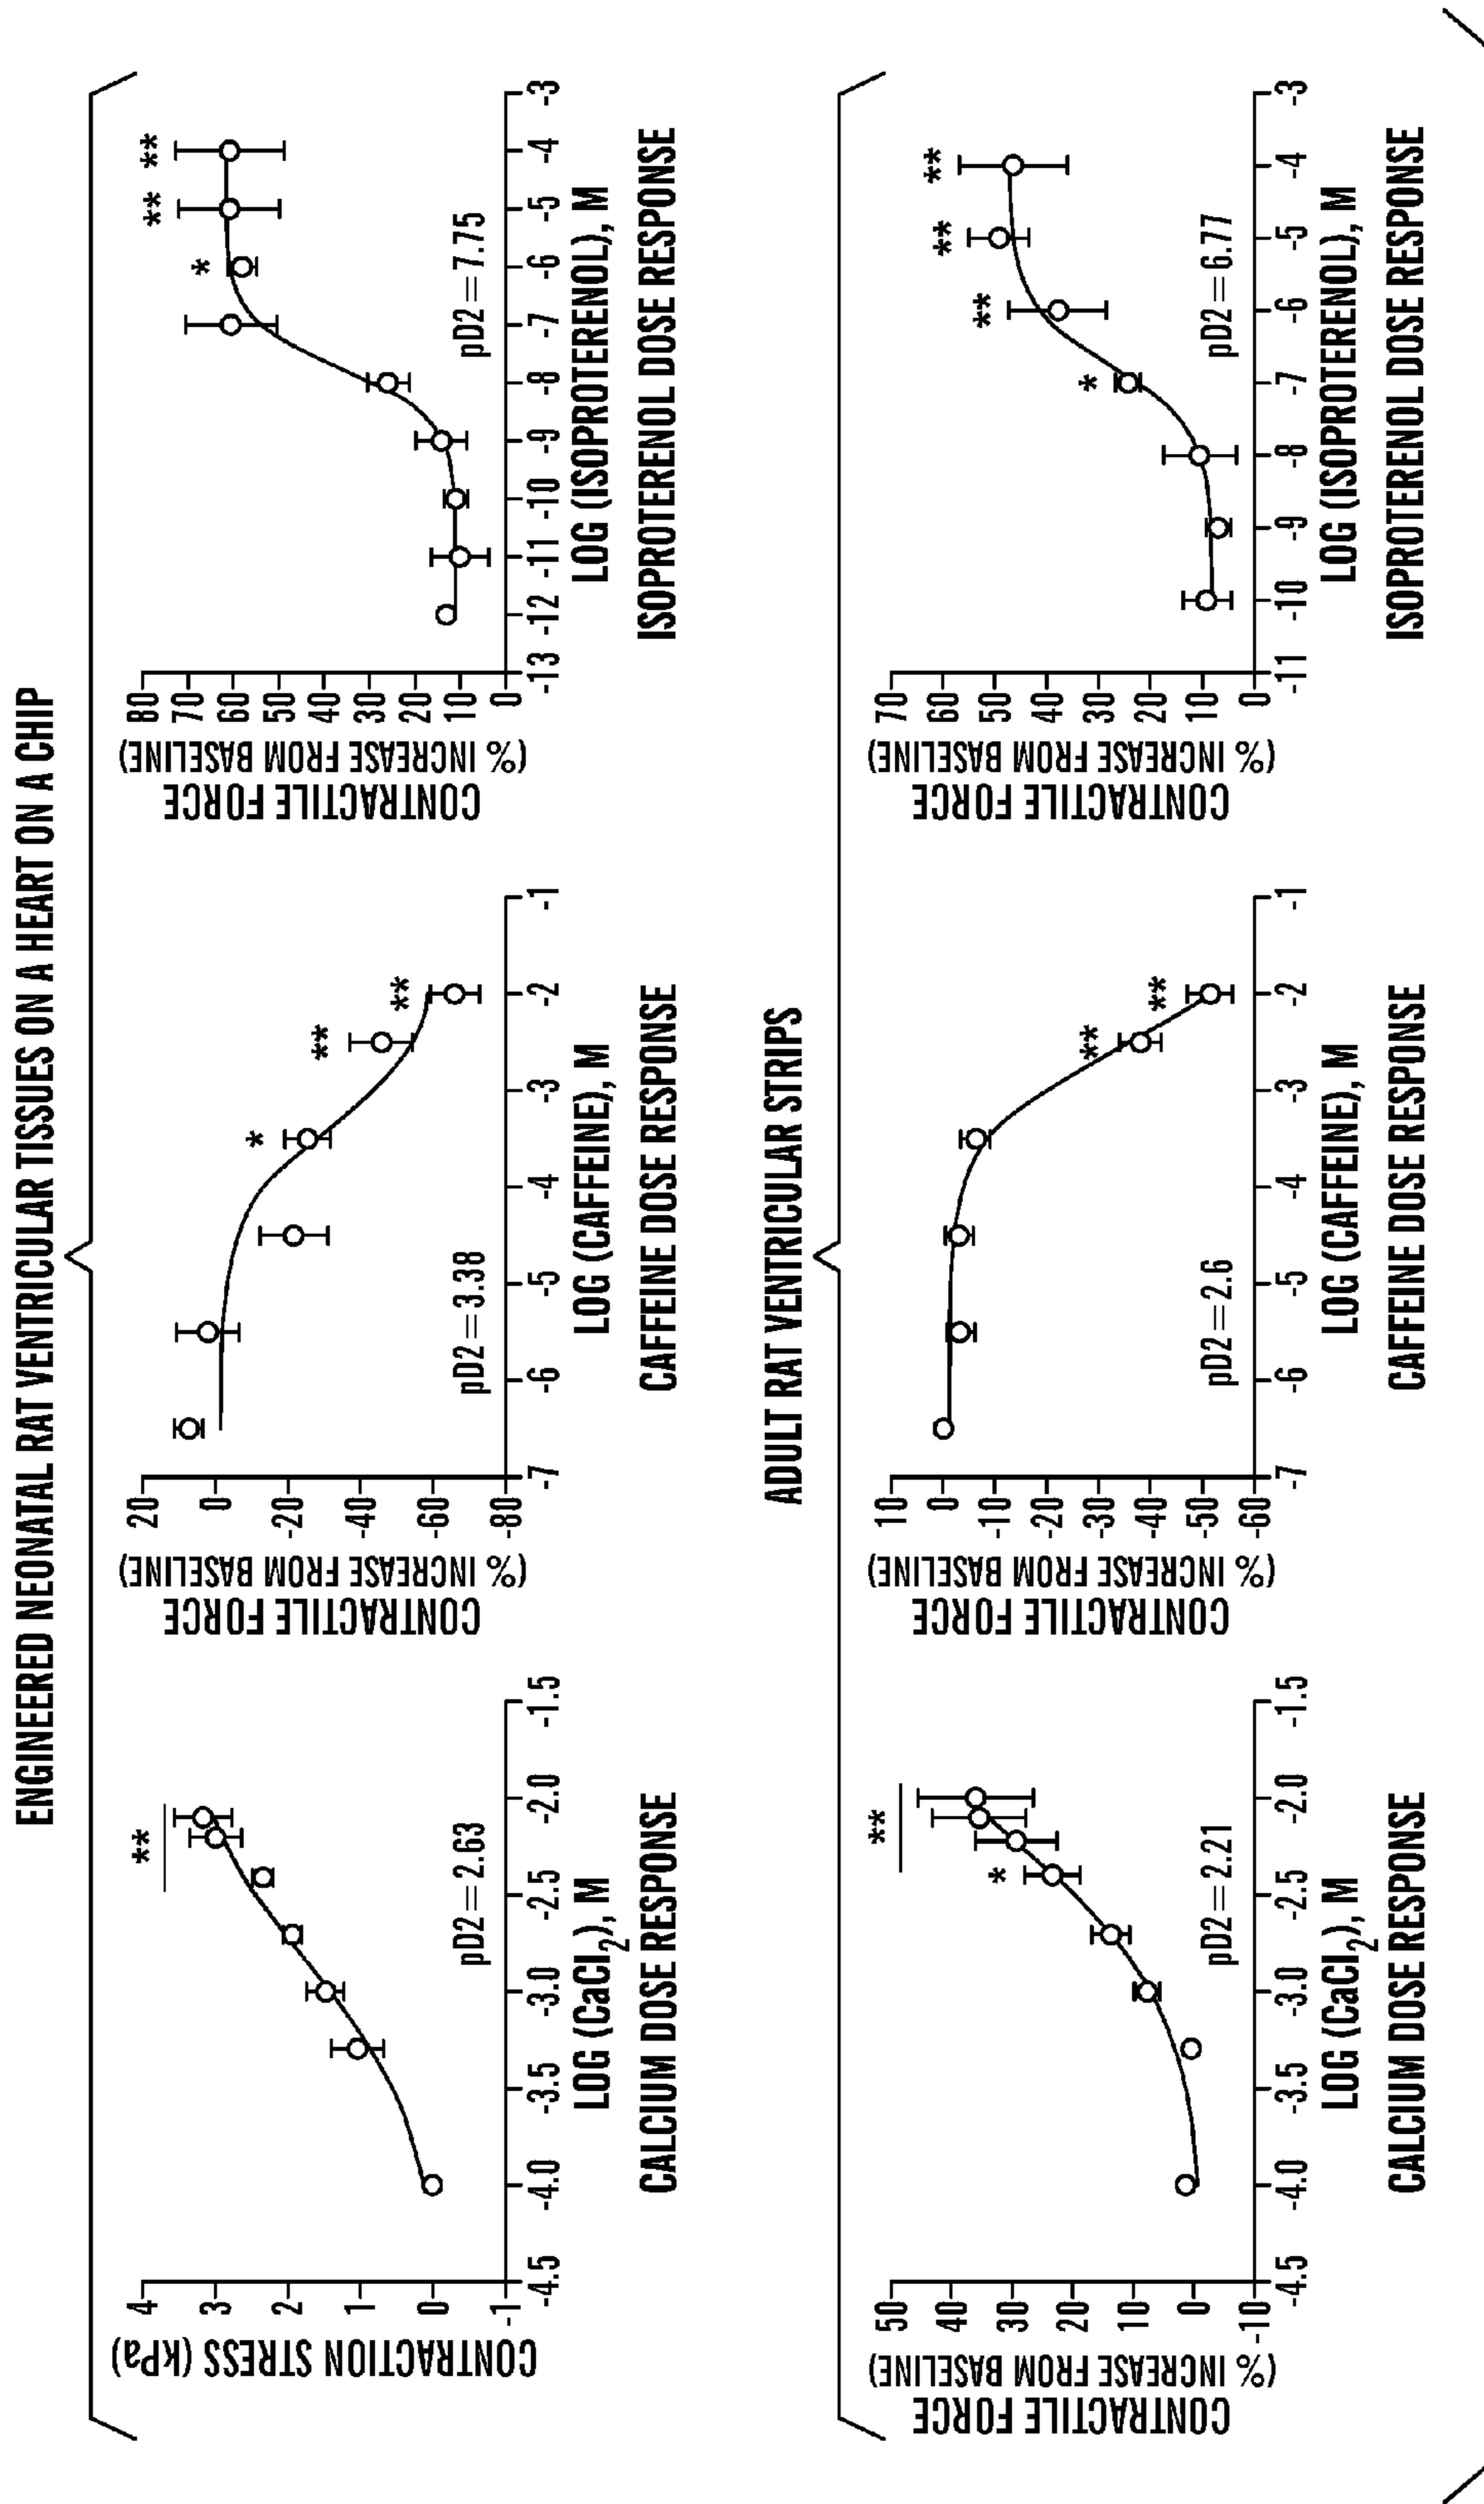 ENGINEERED NEONATAL RAT VENTRICULAR TISSUES ON A HEART ON A CHIP
CONTRACTION STRESS (kPa)
4
3
2
1
0
-1
**
pD2 = 2.63
-4.5 -4.0 -3.5 -3.0 -2.5 -2.0 -1.5
LOG (CaCl2), M
CALCIUM DOSE RESPONSE
CONTRACTILE FORCE
(% INCREASE FROM BASELINE)
20
0
-20
-40
-60
-80
*
**
**
pD2 = 3.38
-7 -6 -5 -4 -3 -2 -1
LOG (CAFFEINE), M
CAFFEINE DOSE RESPONSE
CONTRACTILE FORCE
(% INCREASE FROM BASELINE)
80
70
60
50
40
30
20
10
0
*
**
**
pD2 = 7.75
-13 -12 -11 -10 -9 -8 -7 -6 -5 -4 -3
LOG (ISOPROTERENOL), M
ISOPROTERENOL DOSE RESPONSE
ADULT RAT VENTRICULAR STRIPS
CONTRACTILE FORCE
(% INCREASE FROM BASELINE)
50
40
30
20
10
0
-10
*
**
pD2 = 2.21
-4.5 -4.0 -3.5 -3.0 -2.5 -2.0 -1.5
LOG (CaCl2), M
CALCIUM DOSE RESPONSE
CONTRACTILE FORCE
(% INCREASE FROM BASELINE)
10
0
-10
-20
-30
-40
-50
-60
**
**
pD2 = 2.6
-7 -6 -5 -4 -3 -2 -1
LOG (CAFFEINE), M
CAFFEINE DOSE RESPONSE
CONTRACTILE FORCE
(% INCREASE FROM BASELINE)
70
60
50
40
30
20
10
0
*
**
**
**
pD2 = 6.77
-11 -10 -9 -8 -7 -6 -5 -4 -3
LOG (ISOPROTERENOL), M
ISOPROTERENOL DOSE RESPONSE